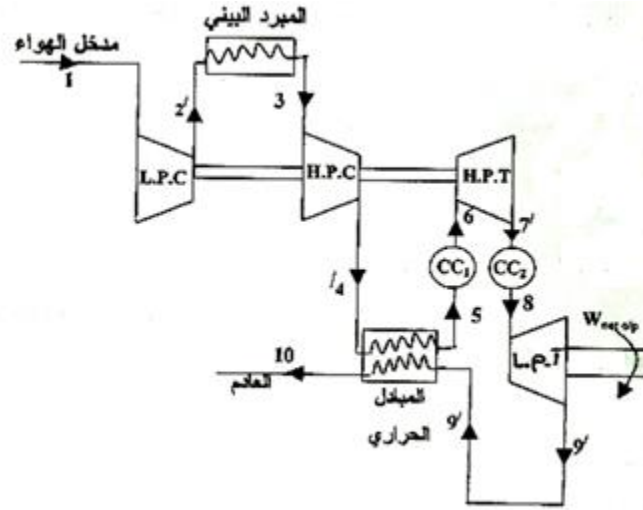 المبرد البيني
مدخل الهواء
1
2/
3
L.P.C
H.P.C
H.P.T
6
7/
CC1
CC2
/4
5
8
L.P.T
Wnet o/p
10
العادم
المبادل
الحراري
9/
9/